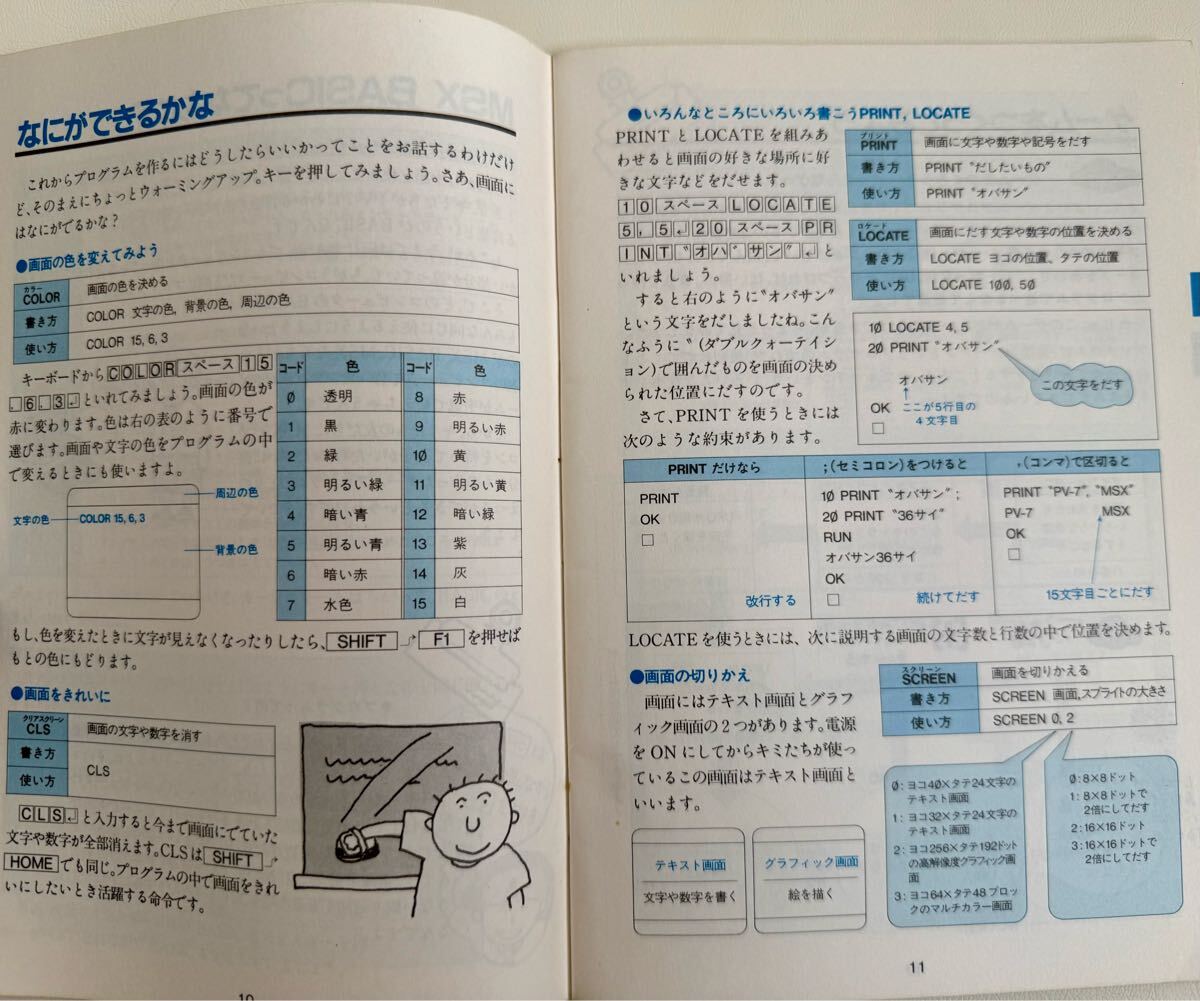 なにができるかな
これからプログラムを作るにはどうしたらいいかってことをお話するわけだけ
ど、そのまえにちょっとウォーミングアップ。キーを押してみましょう。さあ、画面に
はなにがでるかな？
●画面の色を変えてみよう
カラー
COLOR 画面の色を決める
書き方 COLOR 文字の色, 背景の色, 周辺の色
使い方 COLOR 15, 6, 3
キーボードからCOLORスペース15
,6,3↲といれてみましょう。画面の色が
赤に変わります。色は右の表のように番号で
選びます。画面や文字の色をプログラムの中
で変えるときにも使いますよ。
周辺の色
文字の色 COLOR 15, 6, 3
背景の色
コード 色 コード 色
0 透明 8 赤
1 黒 9 明るい赤
2 緑 10 黄
3 明るい緑 11 明るい黄
4 暗い青 12 暗い緑
5 明るい青 13 紫
6 暗い赤 14 灰
7 水色 15 白
もし、色を変えたときに文字が見えなくなったりしたら、SHIFT F1を押せば
もとの色にもどります。
●画面をきれいに
クリアスクリーン
CLS 画面の文字や数字を消す
書き方 CLS
使い方
CLS↲と入力すると今まで画面にでていた
文字や数字が全部消えます。CLSはSHIFT
HOMEでも同じ。プログラムの中で画面をきれ
いにしたいとき活躍する命令です。
10
●いろんなところにいろいろ書こうPRINT, LOCATE
PRINTとLOCATEを組みあ
わせると画面の好きな場所に好
きな文字などをだせます。
10スペースLOCATE
5,5↲20スペースPR
INT〝オバサン〟↲と
いれましょう。
すると右のように〝オバサン〟
という文字をだしましたね。こん
なふうに〝（ダブルクォーテイシ
ョン）で囲んだものを画面の決め
られた位置にだすのです。
さて、PRINTを使うときには
次のような約束があります。
プリント
PRINT 画面に文字や数字や記号をだす
書き方 PRINT〝だしたいもの〟
使い方 PRINT〝オバサン〟
ロケード
LOCATE 画面にだす文字や数字の位置を決める
書き方 LOCATE ヨコの位置、タテの位置
使い方 LOCATE 100, 50
10 LOCATE 4, 5
20 PRINT〝オバサン〟
この文字をだす
オバサン
OK ここが5行目の
4文字目
□
PRINTだけなら ；（セミコロン）をつけると ，（コンマ）で区切ると
PRINT
OK
□
改行する
10 PRINT〝オバサン〟;
20 PRINT〝36サイ〟
RUN
オバサン36サイ
OK
□
続けてだす
PRINT〝PV-7〟,〝MSX〟
PV-7 MSX
OK
□
15文字目ごとにだす
LOCATEを使うときには、次に説明する画面の文字数と行数の中で位置を決めます。
●画面の切りかえ
画面にはテキスト画面とグラフ
ィック画面の2つがあります。電源
をONにしてからキミたちが使っ
ているこの画面はテキスト画面と
いいます。
スクリーン
SCREEN 画面を切りかえる
書き方 SCREEN 画面,スプライトの大きさ
使い方 SCREEN 0, 2
テキスト画面
文字や数字を書く
グラフィック画面
絵を描く
0：ヨコ40×タテ24文字の
テキスト画面
1：ヨコ32×タテ24文字の
テキスト画面
2：ヨコ256×タテ192ドット
の高解像度グラフィック画
面
3：ヨコ64×タテ48ブロッ
クのマルチカラー画面
0：8×8ドット
1：8×8ドットで
2倍にしてだす
2：16×16ドット
3：16×16ドットで
2倍にしてだす
11